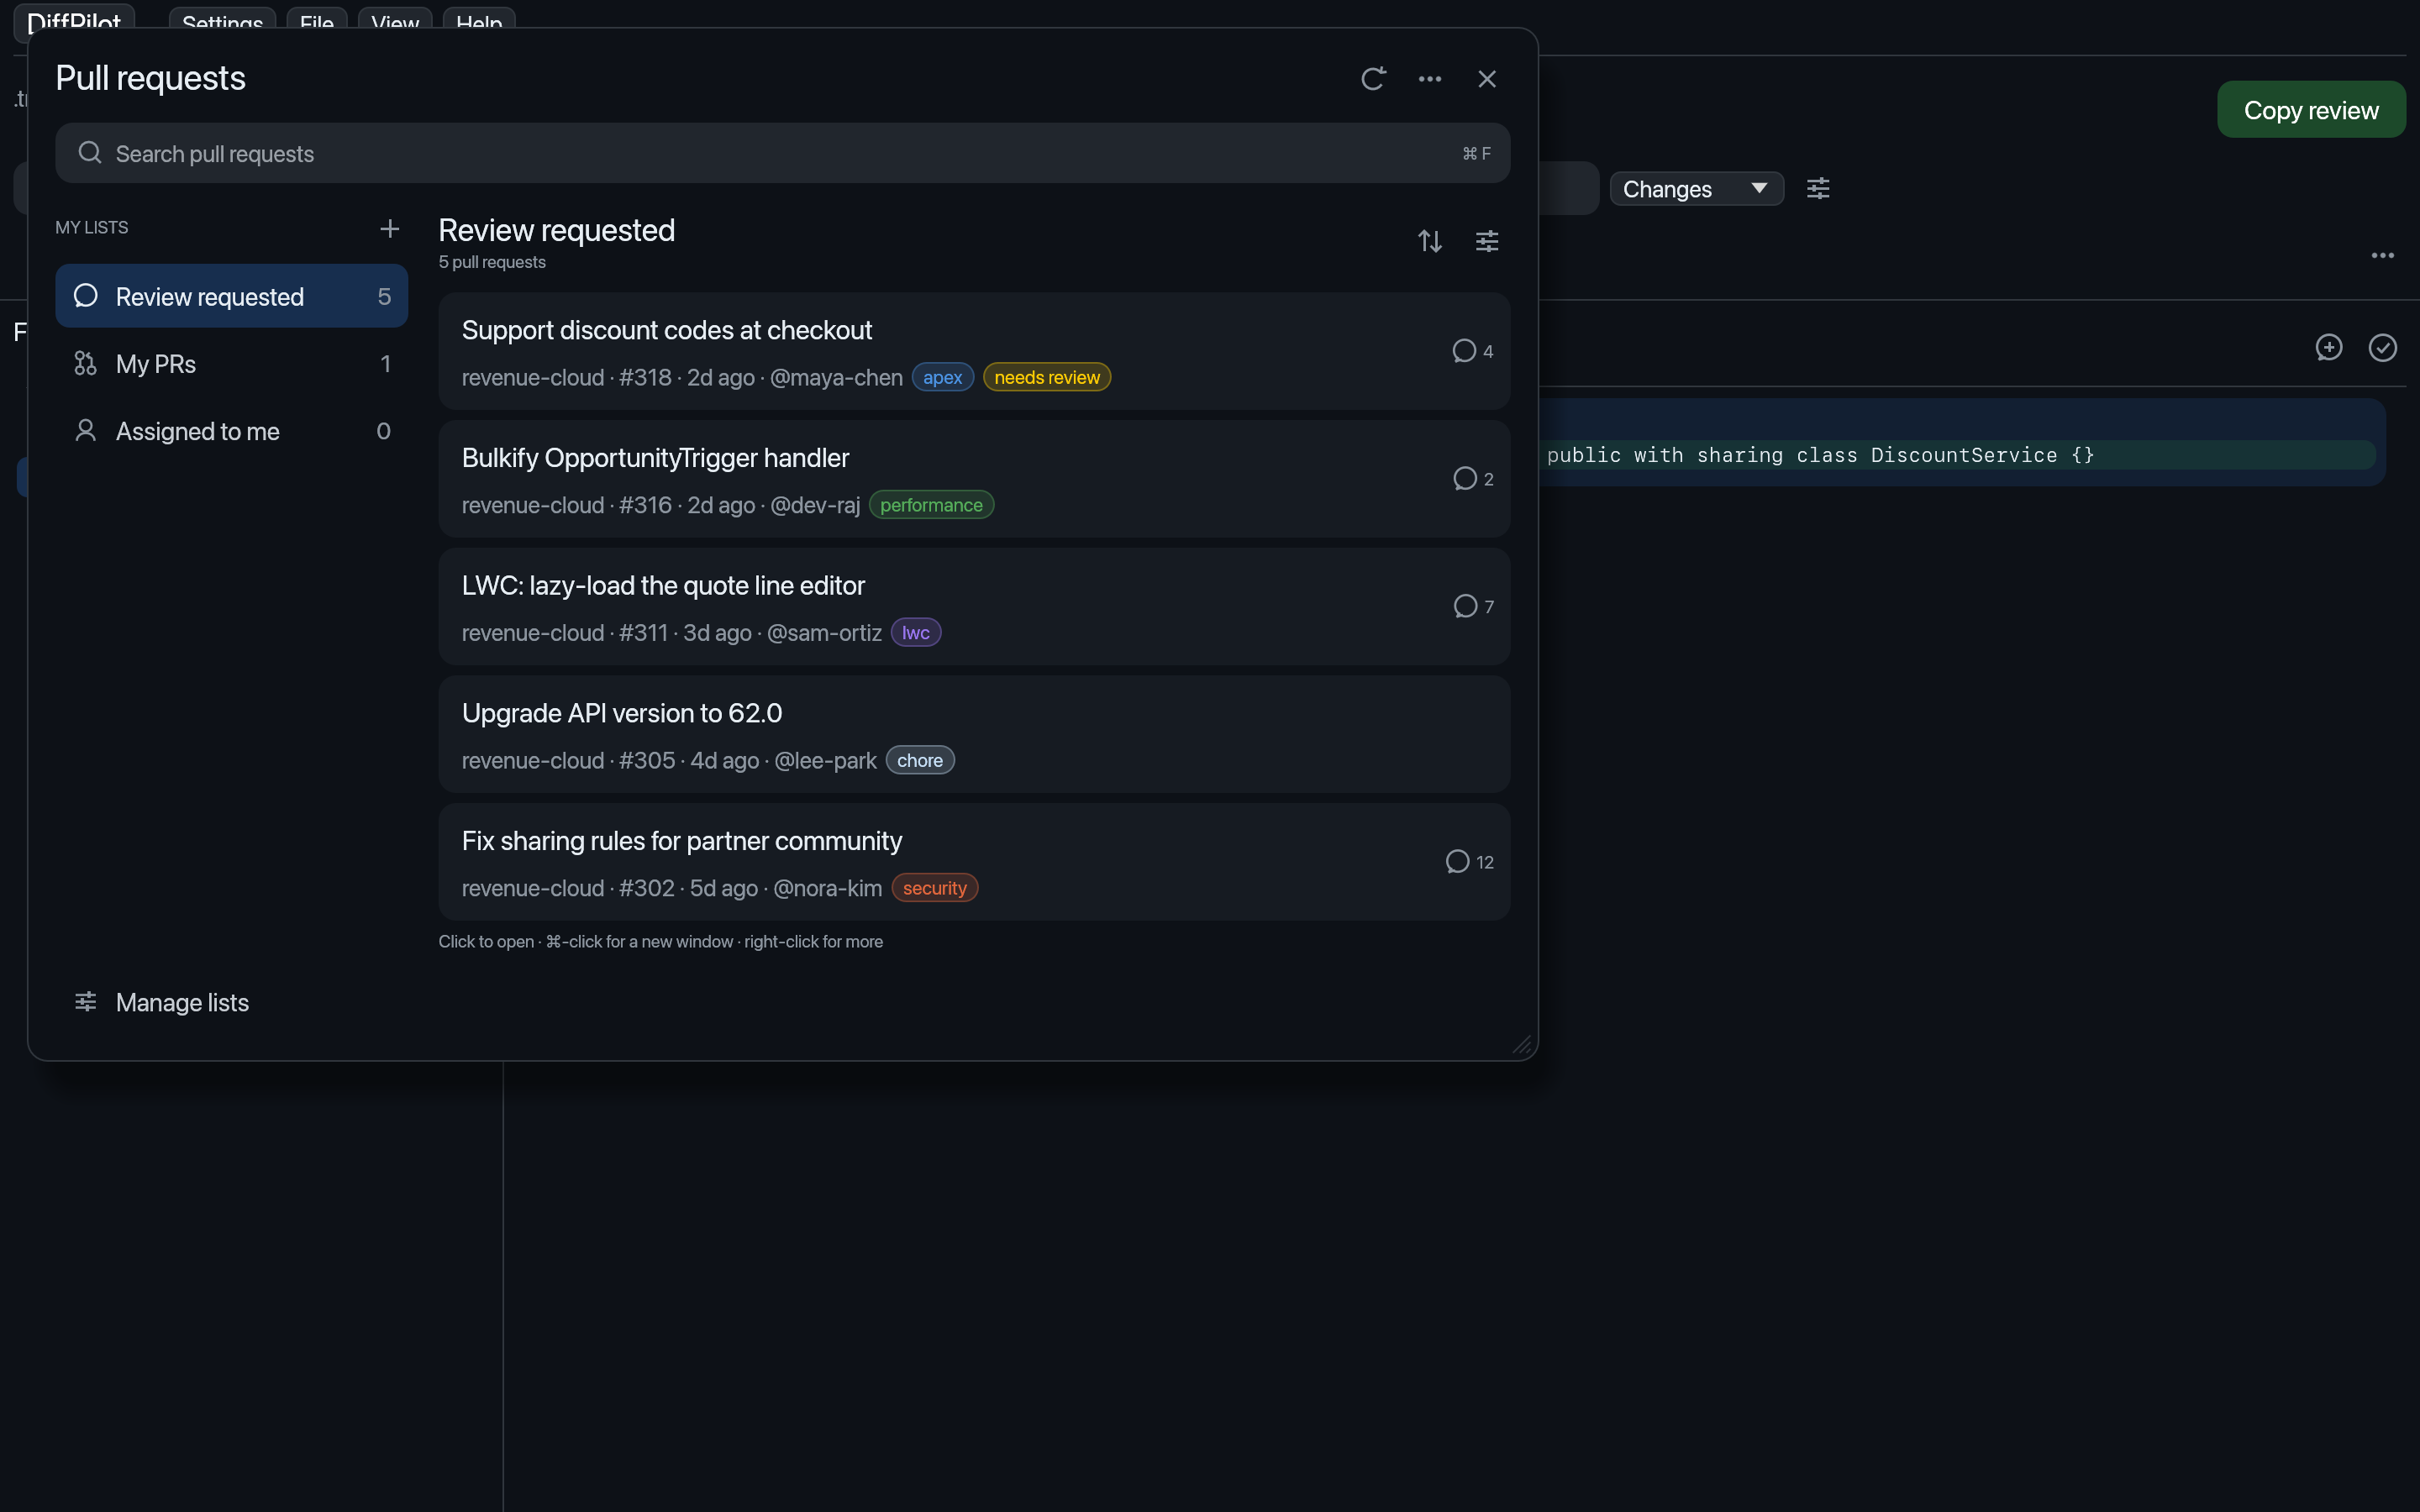 DiffPilot
Settings
File
View
Help
Pull requests
Search pull requests
⌘ F
MY LISTS
Review requested 5
My PRs 1
Assigned to me 0
Manage lists
Review requested
5 pull requests
Support discount codes at checkout
revenue-cloud · #318 · 2d ago · @maya-chen apex needs review
4
Bulkify OpportunityTrigger handler
revenue-cloud · #316 · 2d ago · @dev-raj performance
2
LWC: lazy-load the quote line editor
revenue-cloud · #311 · 3d ago · @sam-ortiz lwc
7
Upgrade API version to 62.0
revenue-cloud · #305 · 4d ago · @lee-park chore
Fix sharing rules for partner community
revenue-cloud · #302 · 5d ago · @nora-kim security
12
Click to open · ⌘-click for a new window · right-click for more
Copy review
Changes
public with sharing class DiscountService {}